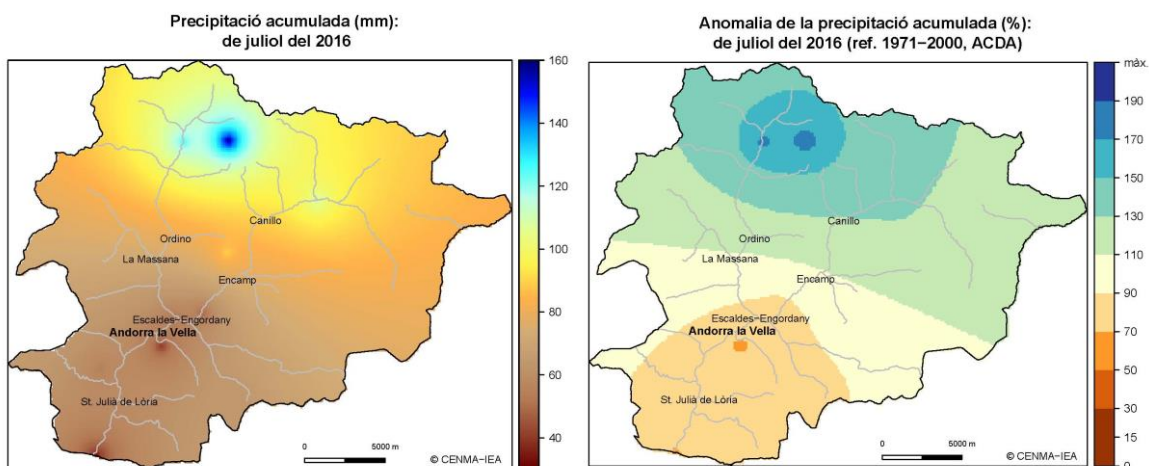 Precipitació acumulada (mm):
de juliol del 2016
160
140
120
100
80
60
40
Canillo
Ordino
La Massana
Encamp
Escaldes−Engordany
Andorra la Vella
St. Julià de Lòria
0 5000 m
© CENMA−IEA
Anomalia de la precipitació acumulada (%):
de juliol del 2016 (ref. 1971−2000, ACDA)
màx.
190
170
150
130
110
90
70
50
30
15
0
Canillo
Ordino
La Massana
Encamp
Escaldes−Engordany
Andorra la Vella
St. Julià de Lòria
0 5000 m
© CENMA−IEA